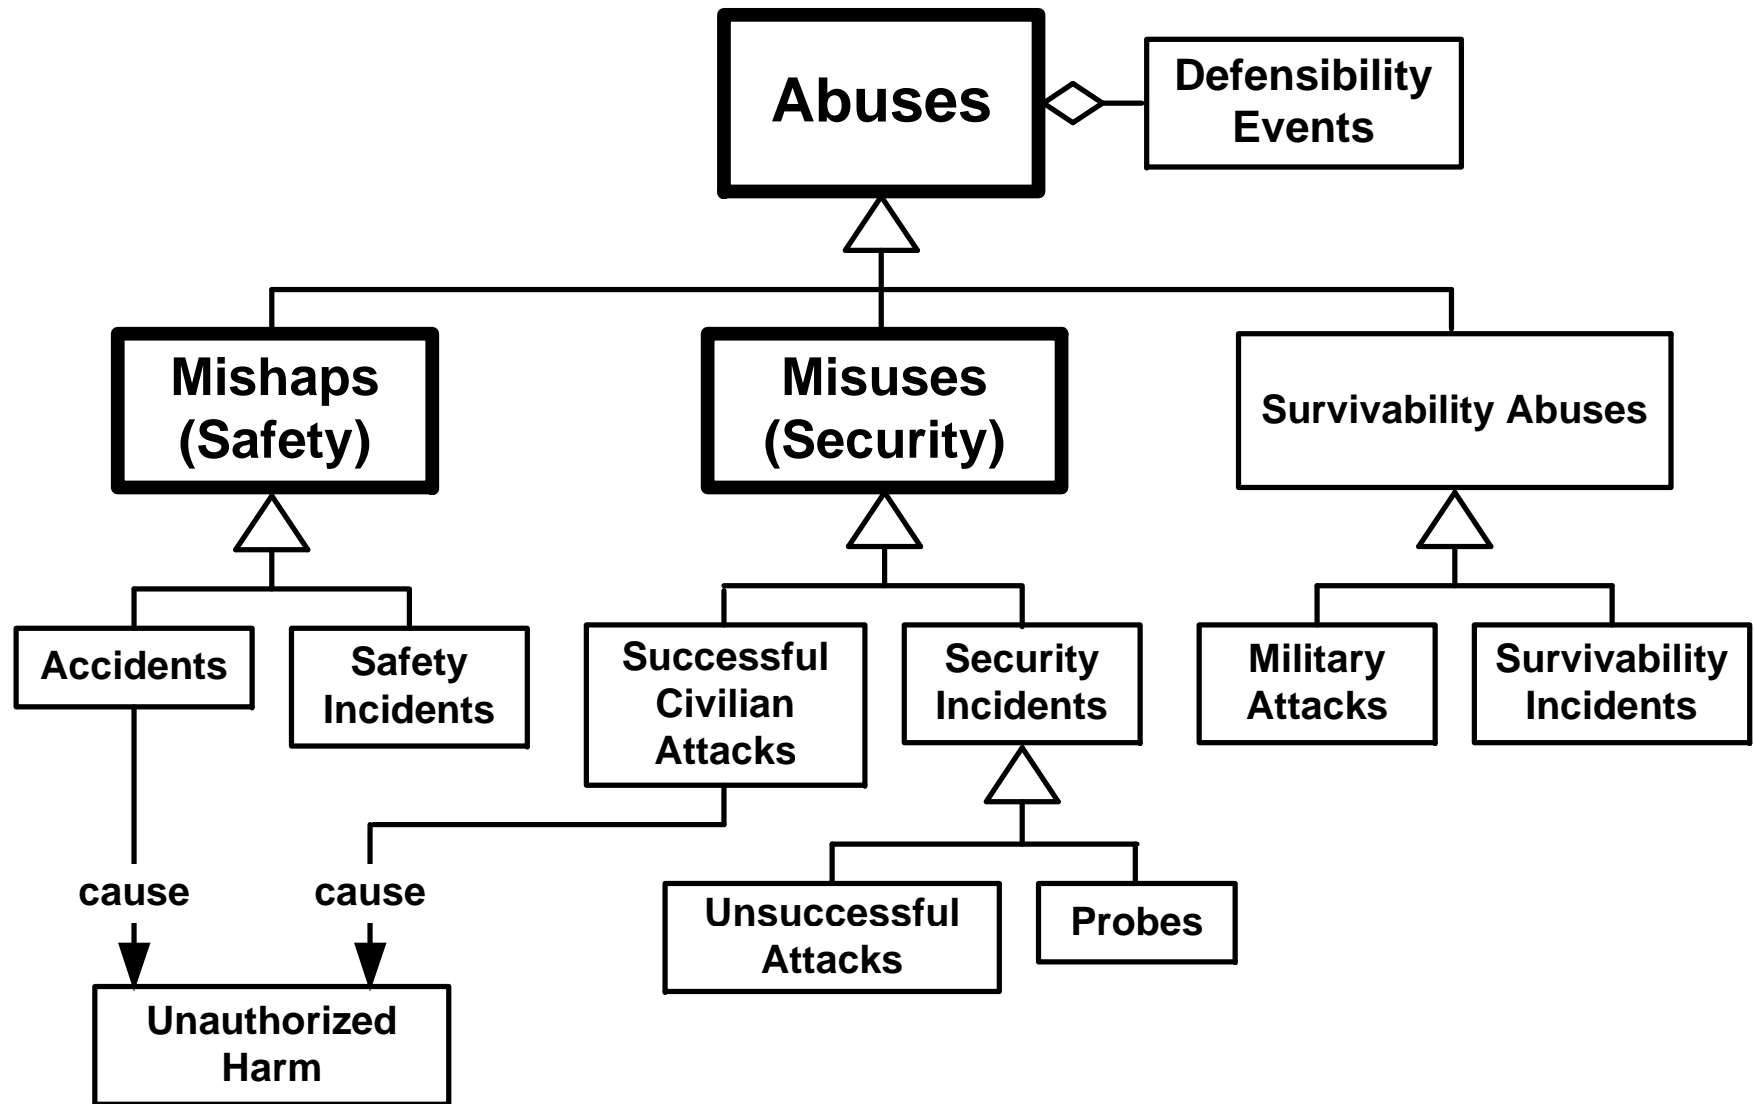 Abuses
Defensibility
Events
Mishaps
(Safety)
Misuses
(Security)
Survivability Abuses
Accidents
Safety
Incidents
Successful
Civilian
Attacks
Security
Incidents
Military
Attacks
Survivability
Incidents
cause
cause
Unsuccessful
Attacks
Probes
Unauthorized
Harm